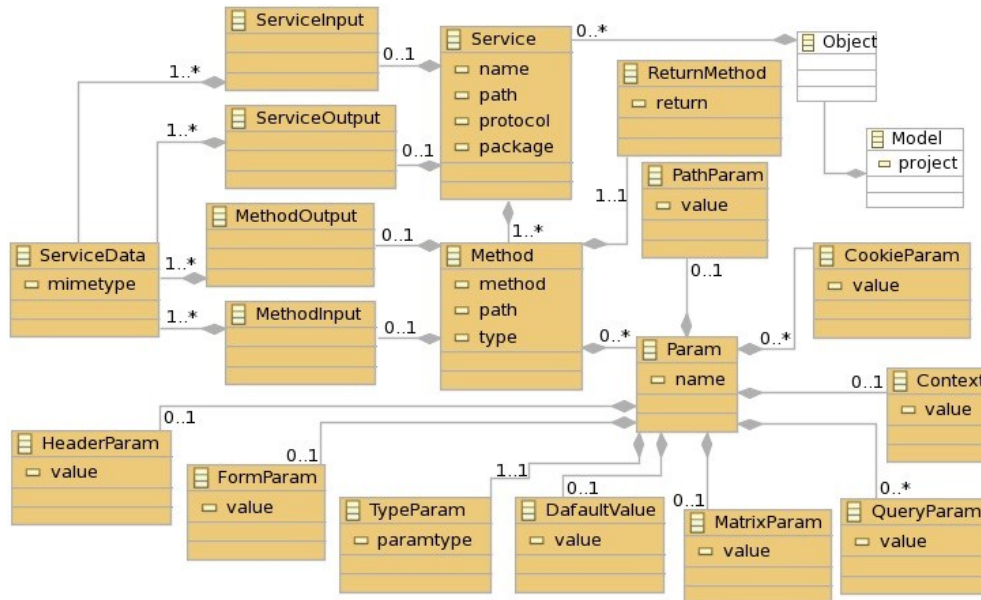 ServiceInput
1..*
0..1
Service
name
path
protocol
package
0..*
Object
ReturnMethod
return
Model
project
ServiceOutput
1..*
0..1
PathParam
value
0..1
1..1
MethodOutput
1..*
0..1
1..*
Method
method
path
type
ServiceData
mimetype
MethodInput
1..*
0..1
CookieParam
value
0..*
0..*
Param
name
0..1
Context
value
0..1
HeaderParam
value
0..1
FormParam
value
1..1
TypeParam
paramtype
0..1
DafaultValue
value
0..1
MatrixParam
value
0..*
QueryParam
value